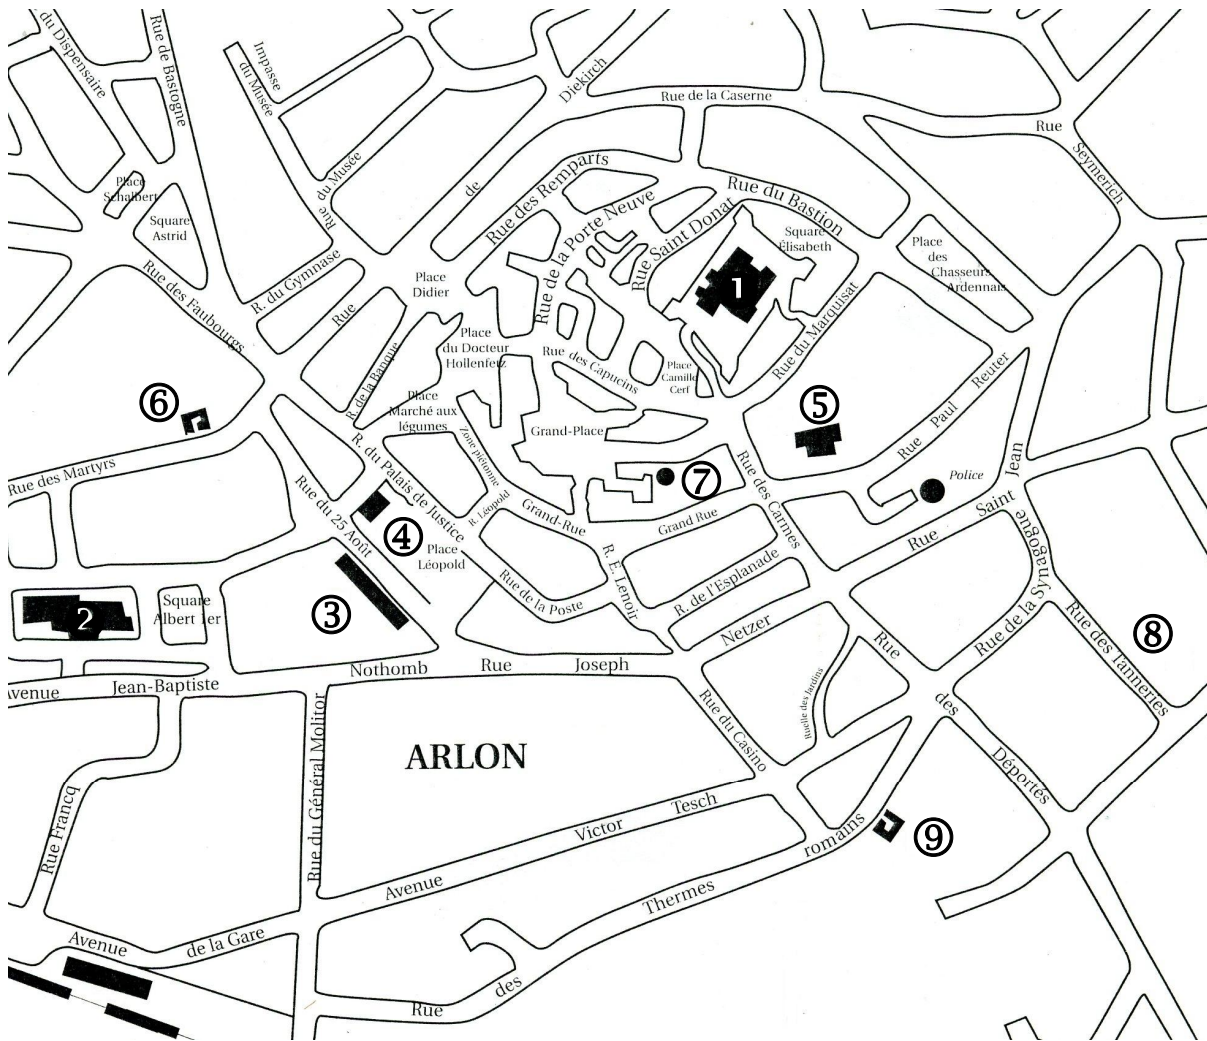 du Dispensaire
Rue de Bastogne
Impasse
du Musée
Diekirch
Rue de la Caserne
Rue
Seymerich
Place
Schalbert
Square
Astrid
Rue
du Musée
de
Rue des Remparts
Rue de la Porte Neuve
Rue Saint Donat
Rue du Bastion
Square
Élisabeth
Place
des
Chasseurs
Ardennais
Rue des Faubourgs
R. du Gymnase
Rue
Place
Didier
1
Rue du Marquisat
R. de la Banque
Place
du Docteur
Hollenfetz
Rue des Capucins
Place
Camille
Cerf
Reuter
Paul
Rue
6
5
Place
Marché aux
légumes
Grand-Place
Zone piétonne
R. du Palais de Justice
Rue des Martyrs
Rue du 25 Août
4
R. Léopold
Grand-Rue
7
Grand Rue
Rue des Carmes
Police
Rue Saint Jean
Place
Léopold
R. E. Lenoir
R. de l'Esplanade
Rue de la Poste
2
Square
Albert 1er
3
Netzer
Rue de la Synagogue
Rue des Tanneries
8
Rue
des
Déportés
Avenue
Jean-Baptiste
Nothomb
Rue
Joseph
Ruelle des Jardins
Rue du Casino
Rue du Général Molitor
ARLON
Rue Francq
Avenue
Victor
Tesch
9
Avenue
de la Gare
Rue
des
Thermes
romains